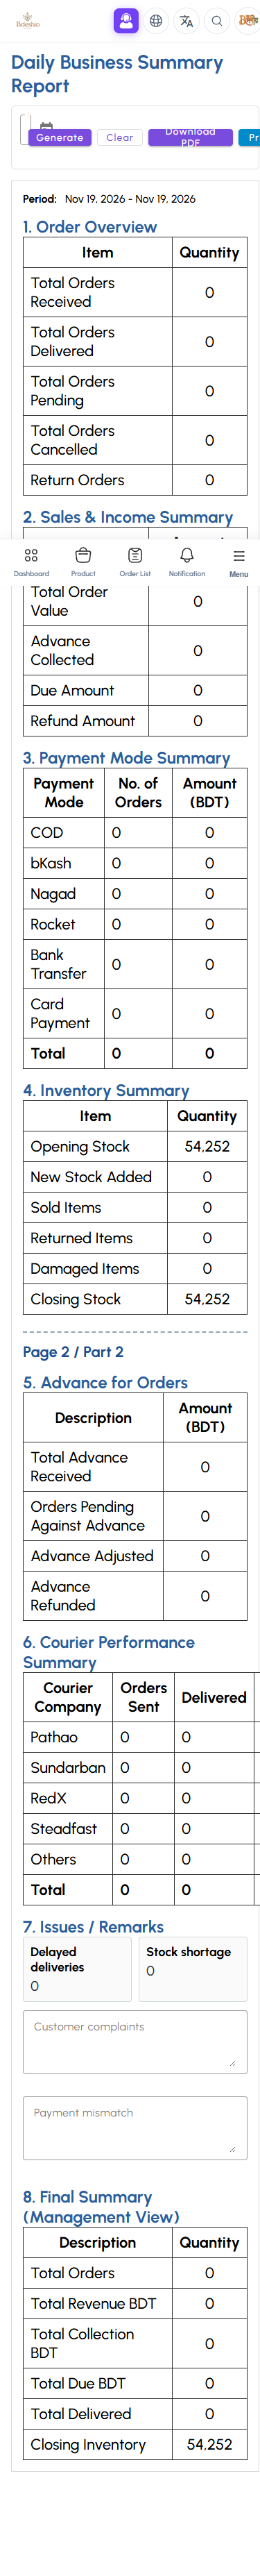 Bdeshio
Daily Business Summary
Report
Generate
Clear
Download
PDF
Pr
Period: Nov 19, 2026 - Nov 19, 2026
1. Order Overview
Item Quantity
Total Orders
Received 0
Total Orders
Delivered 0
Total Orders
Pending 0
Total Orders
Cancelled 0
Return Orders 0
2. Sales & Income Summary
Dashboard Product Order List Notification Menu
Total Order
Value 0
Advance
Collected 0
Due Amount 0
Refund Amount 0
3. Payment Mode Summary
Payment
Mode No. of
Orders Amount
(BDT)
COD 0 0
bKash 0 0
Nagad 0 0
Rocket 0 0
Bank
Transfer 0 0
Card
Payment 0 0
Total 0 0
4. Inventory Summary
Item Quantity
Opening Stock 54,252
New Stock Added 0
Sold Items 0
Returned Items 0
Damaged Items 0
Closing Stock 54,252
Page 2 / Part 2
5. Advance for Orders
Description Amount
(BDT)
Total Advance
Received 0
Orders Pending
Against Advance 0
Advance Adjusted 0
Advance
Refunded 0
6. Courier Performance
Summary
Courier
Company Orders
Sent Delivered
Pathao 0 0
Sundarban 0 0
RedX 0 0
Steadfast 0 0
Others 0 0
Total 0 0
7. Issues / Remarks
Delayed
deliveries
0
Stock shortage
0
Customer complaints
Payment mismatch
8. Final Summary
(Management View)
Description Quantity
Total Orders 0
Total Revenue BDT 0
Total Collection
BDT 0
Total Due BDT 0
Total Delivered 0
Closing Inventory 54,252